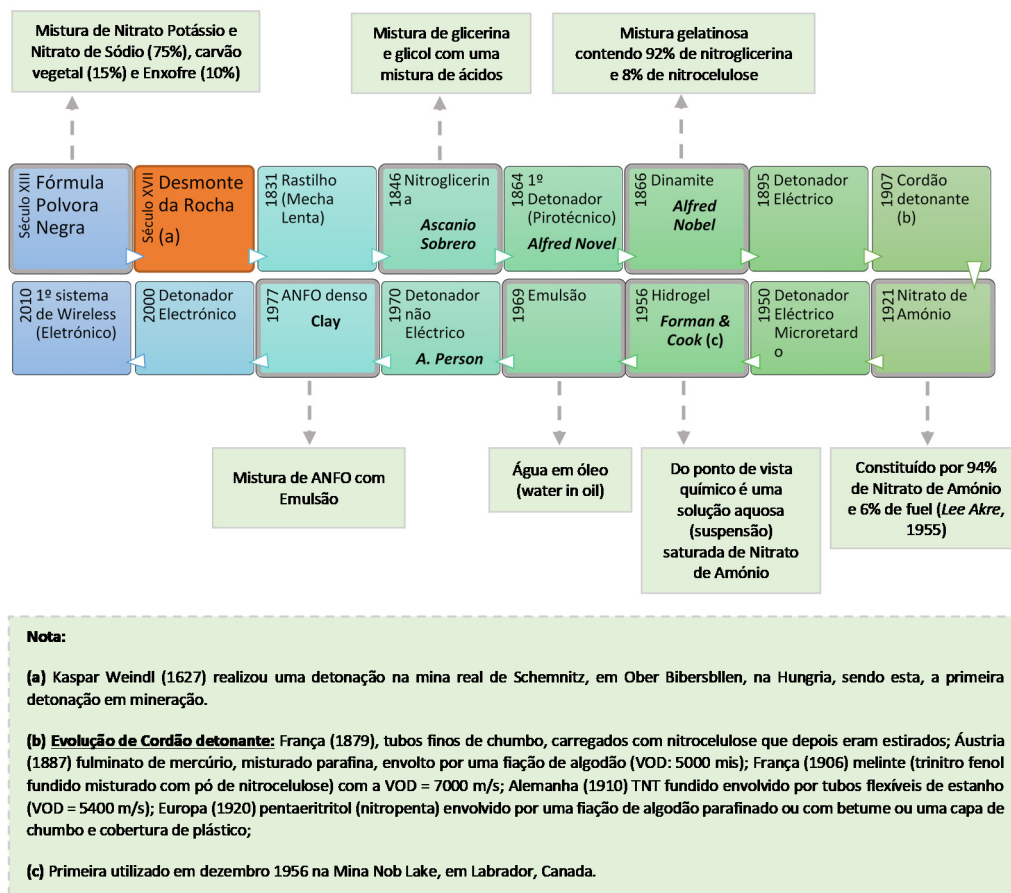 Mistura de Nitrato Potássio e
Nitrato de Sódio (75%), carvão
vegetal (15%) e Enxofre (10%)
Mistura de glicerina
e glicol com uma
mistura de ácidos
Mistura gelatinosa
contendo 92% de nitroglicerina
e 8% de nitrocelulose
Século XIII
Fórmula
Polvora
Negra
Século XVII
Desmonte
da Rocha
(a)
1831
Rastilho
(Mecha
Lenta)
1846
Nitroglicerin
a
Ascanio
Sobrero
1864
1º
Detonador
(Pirotécnico)
Alfred Novel
1866
Dinamite
Alfred
Nobel
1895
Detonador
Eléctrico
1907
Cordão
detonante
(b)
2010
1º sistema
de Wireless
(Eletrónico)
2000
Detonador
Electrónico
1977
ANFO denso
Clay
1970
Detonador
não
Eléctrico
A. Person
1969
Emulsão
1956
Hidrogel
Forman &
Cook (c)
1950
Detonador
Eléctrico
Microretard
o
1921
Nitrato de
Amónio
Mistura de ANFO com
Emulsão
Água em óleo
(water in oil)
Do ponto de vista
químico é uma
solução aquosa
(suspensão)
saturada de Nitrato
de Amónio
Constituído por 94%
de Nitrato de Amónio
e 6% de fuel (Lee Akre,
1955)
Nota:
(a) Kaspar Weindl (1627) realizou uma detonação na mina real de Schemnitz, em Ober Bibersbllen, na Hungria, sendo esta, a primeira
detonação em mineração.
(b) Evolução de Cordão detonante: França (1879), tubos finos de chumbo, carregados com nitrocelulose que depois eram estirados; Áustria
(1887) fulminato de mercúrio, misturado parafina, envolto por uma fiação de algodão (VOD: 5000 mis); França (1906) melinte (trinitro fenol
fundido misturado com pó de nitrocelulose) com a VOD = 7000 m/s; Alemanha (1910) TNT fundido envolvido por tubos flexíveis de estanho
(VOD = 5400 m/s); Europa (1920) pentaeritritol (nitropenta) envolvido por uma fiação de algodão parafinado ou com betume ou uma capa de
chumbo e cobertura de plástico;
(c) Primeira utilizado em dezembro 1956 na Mina Nob Lake, em Labrador, Canada.